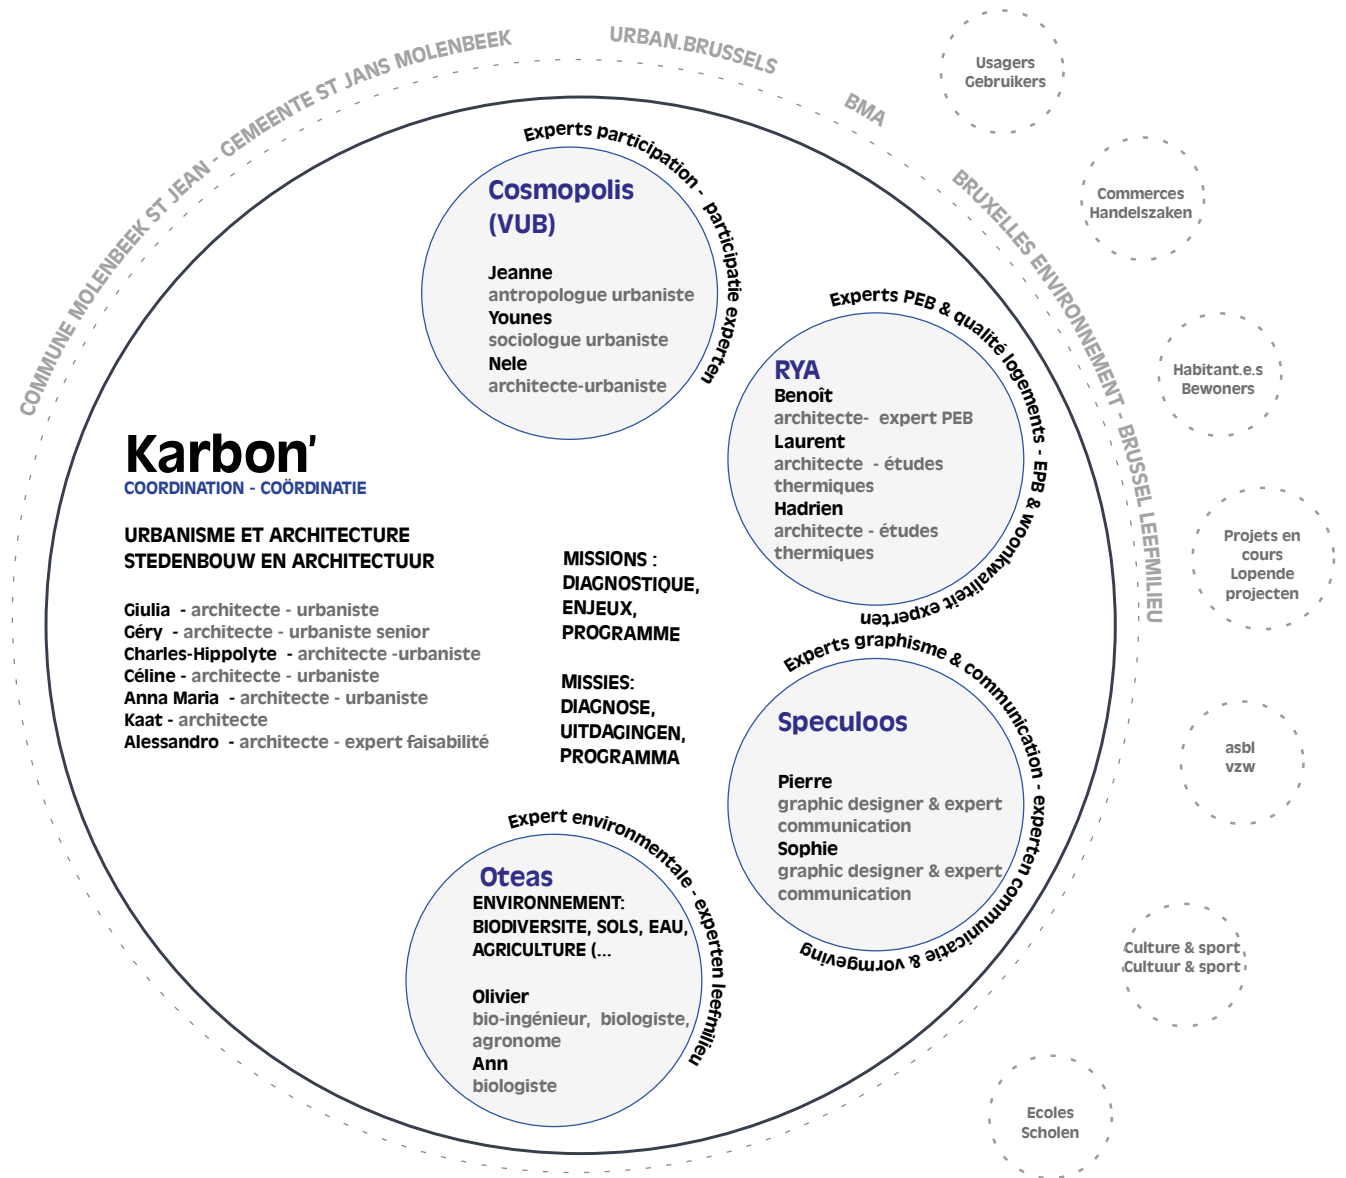 COMMUNE MOLENBEEK ST JEAN - GEMEENTE ST JANS MOLENBEEK
URBAN.BRUSSELS
BMA
BRUXELLES ENVIRONNEMENT - BRUSSEL LEEFMILIEU
Usagers
Gebruikers
Commerces
Handelszaken
Habitant.e.s
Bewoners
Projets en
cours
Lopende
projecten
asbl
vzw
Culture & sport
Cultuur & sport
Ecoles
Scholen
Experts participation - participatie experten
Cosmopolis
(VUB)
Jeanne
antropologue urbaniste
Younes
sociologue urbaniste
Nele
architecte-urbaniste
Experts PEB & qualité logements - EPB & woonkwaliteit experten
RYA
Benoît
architecte- expert PEB
Laurent
architecte - études
thermiques
Hadrien
architecte - études
thermiques
Karbon'
COORDINATION - COÖRDINATIE
URBANISME ET ARCHITECTURE
STEDENBOUW EN ARCHITECTUUR
Giulia - architecte - urbaniste
Géry - architecte - urbaniste senior
Charles-Hippolyte - architecte -urbaniste
Céline - architecte - urbaniste
Anna Maria - architecte - urbaniste
Kaat - architecte
Alessandro - architecte - expert faisabilité
MISSIONS :
DIAGNOSTIQUE,
ENJEUX,
PROGRAMME
MISSIES:
DIAGNOSE,
UITDAGINGEN,
PROGRAMMA
Experts graphisme & communication - experten communicatie & vormgeving
Speculoos
Pierre
graphic designer & expert
communication
Sophie
graphic designer & expert
communication
Expert environmentale - experten leefmilieu
Oteas
ENVIRONNEMENT:
BIODIVERSITE, SOLS, EAU,
AGRICULTURE (...
Olivier
bio-ingénieur, biologiste,
agronome
Ann
biologiste